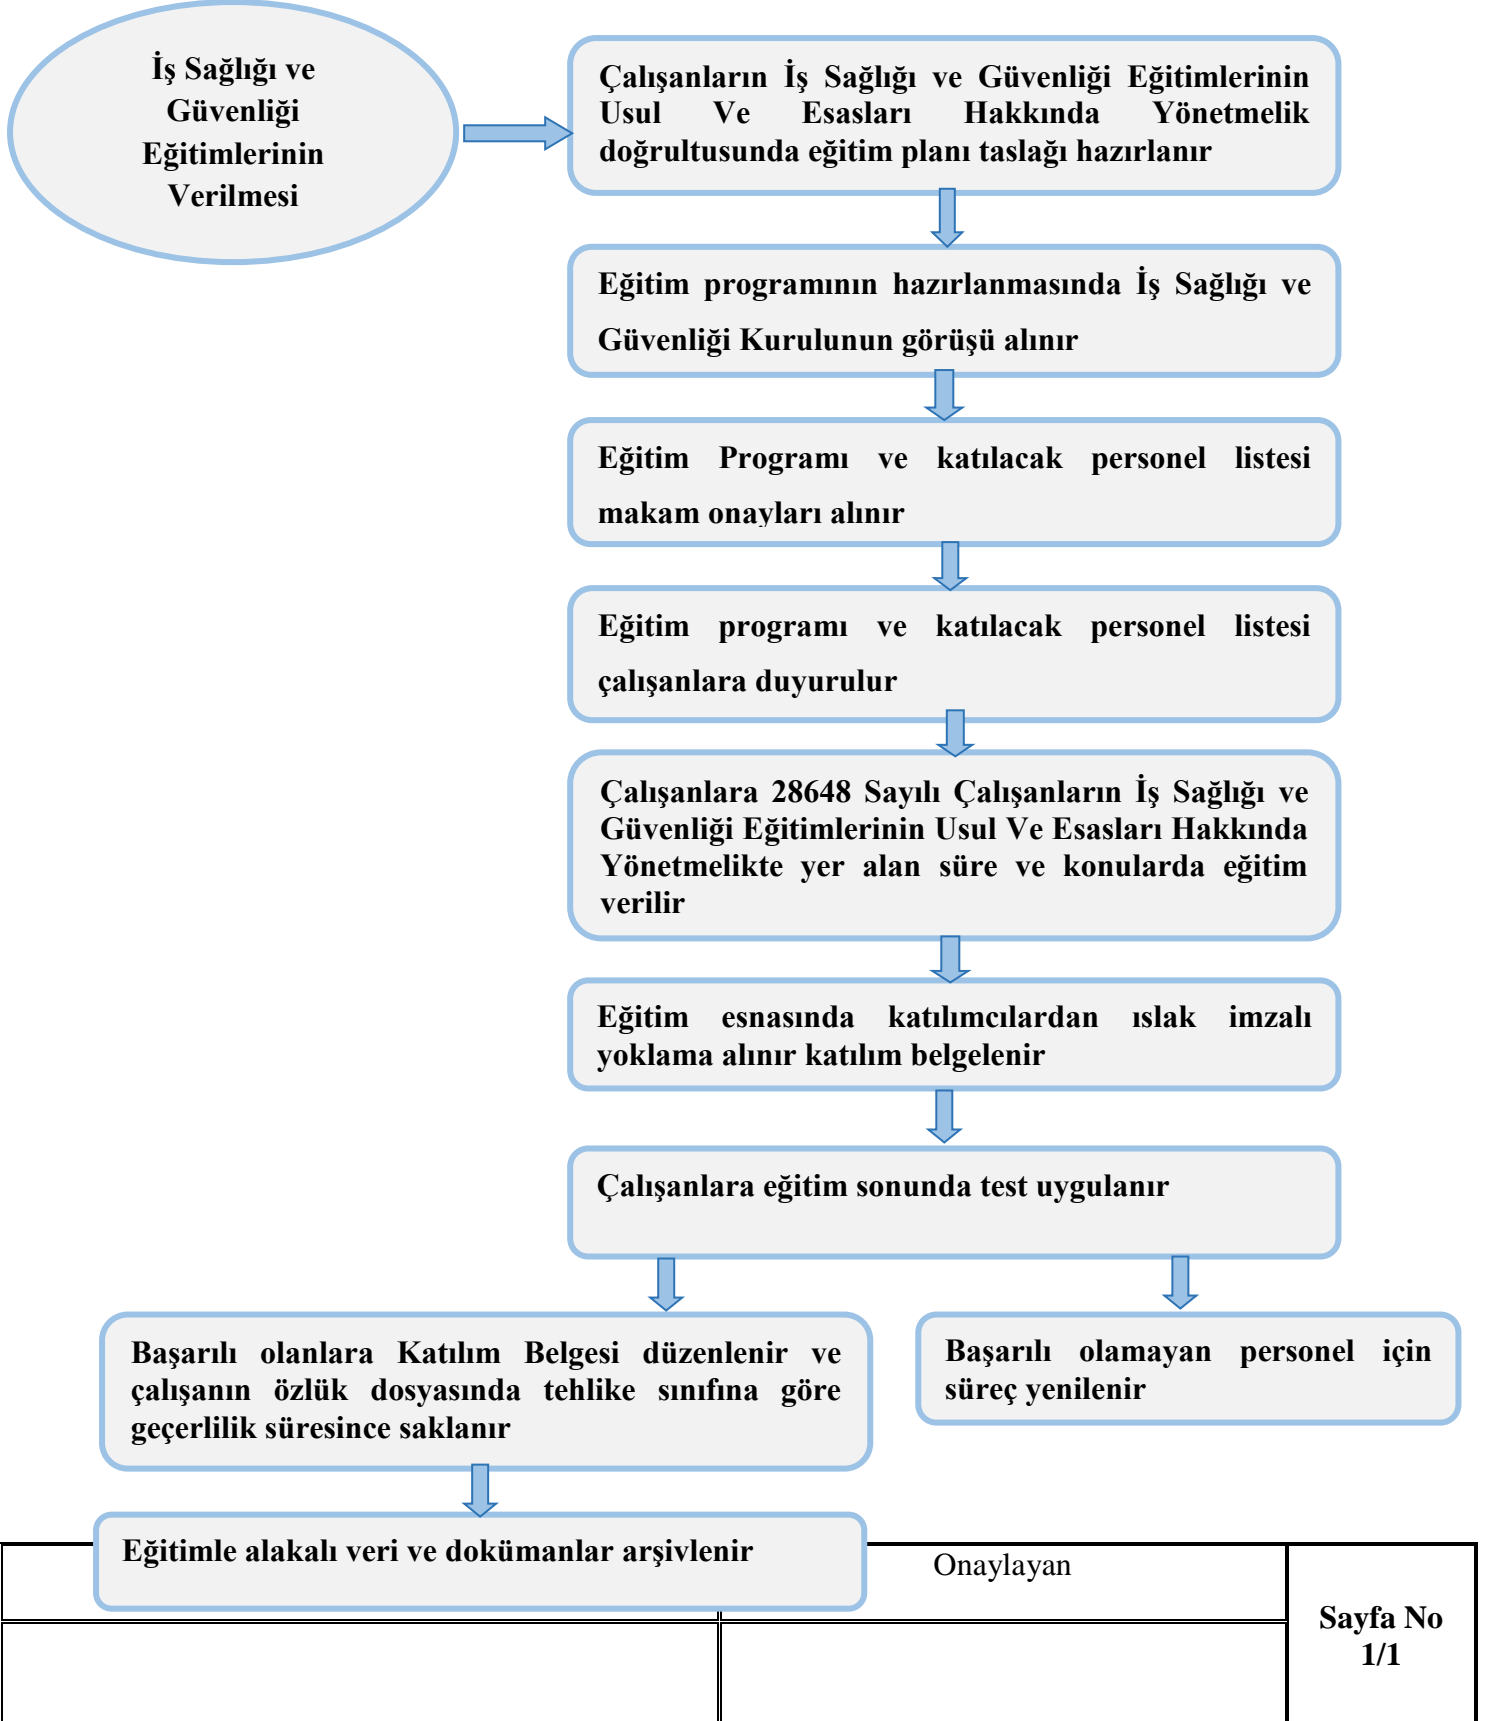 İş Sağlığı ve
Güvenliği
Eğitimlerinin
Verilmesi
Çalışanların İş Sağlığı ve Güvenliği Eğitimlerinin
Usul Ve Esasları Hakkında Yönetmelik
doğrultusunda eğitim planı taslağı hazırlanır
Eğitim programının hazırlanmasında İş Sağlığı ve
Güvenliği Kurulunun görüşü alınır
Eğitim Programı ve katılacak personel listesi
makam onayları alınır
Eğitim programı ve katılacak personel listesi
çalışanlara duyurulur
Çalışanlara 28648 Sayılı Çalışanların İş Sağlığı ve
Güvenliği Eğitimlerinin Usul Ve Esasları Hakkında
Yönetmelikte yer alan süre ve konularda eğitim
verilir
Eğitim esnasında katılımcılardan ıslak imzalı
yoklama alınır katılım belgelenir
Çalışanlara eğitim sonunda test uygulanır
Başarılı olanlara Katılım Belgesi düzenlenir ve
çalışanın özlük dosyasında tehlike sınıfına göre
geçerlilik süresince saklanır
Başarılı olamayan personel için
süreç yenilenir
Eğitimle alakalı veri ve dokümanlar arşivlenir
Onaylayan
Sayfa No
1/1